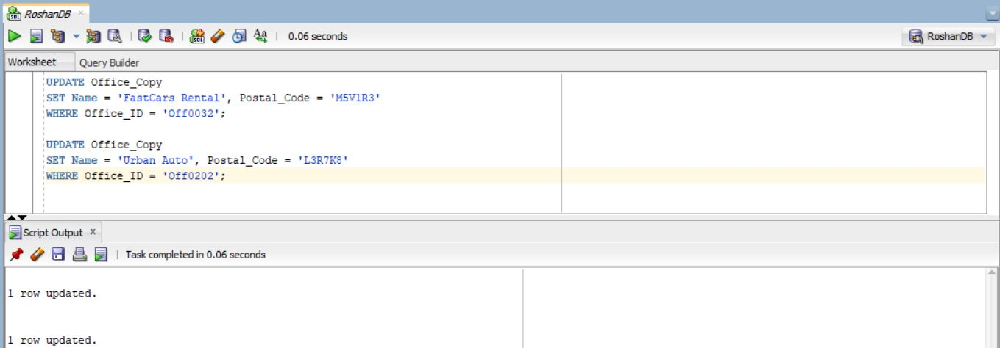 RoshanDB
0.06 seconds
RoshanDB
Worksheet
Query Builder
UPDATE Office_Copy
SET Name = 'FastCars Rental', Postal_Code = 'M5V1R3'
WHERE Office_ID = 'Off0032';
UPDATE Office_Copy
SET Name = 'Urban Auto', Postal_Code = 'L3R7K8'
WHERE Office_ID = 'Off0202';
Script Output x
Task completed in 0.06 seconds
1 row updated.
1 row updated.